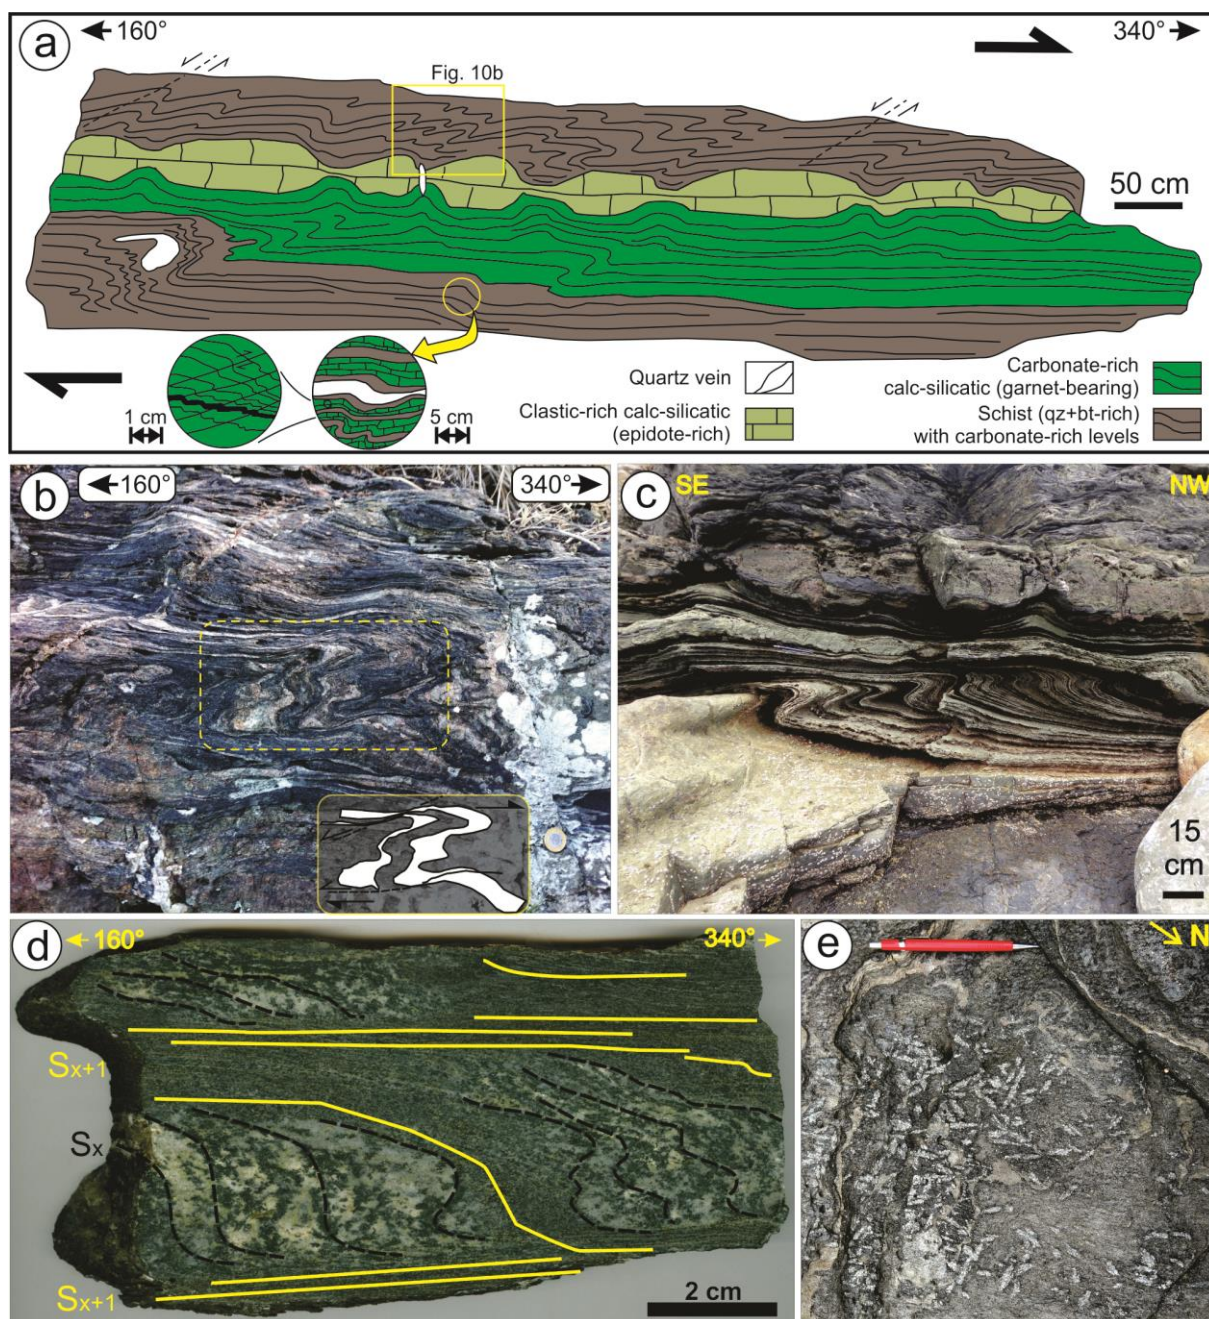 a
160°
340°
Fig. 10b
50 cm
1 cm
5 cm
Quartz vein
Clastic-rich calc-silicatic
(epidote-rich)
Carbonate-rich
calc-silicatic (garnet-bearing)
Schist (qz+bt-rich)
with carbonate-rich levels
b
160°
340°
c
SE
NW
15
cm
d
160°
340°
Sx+1
Sx
Sx+1
2 cm
e
N